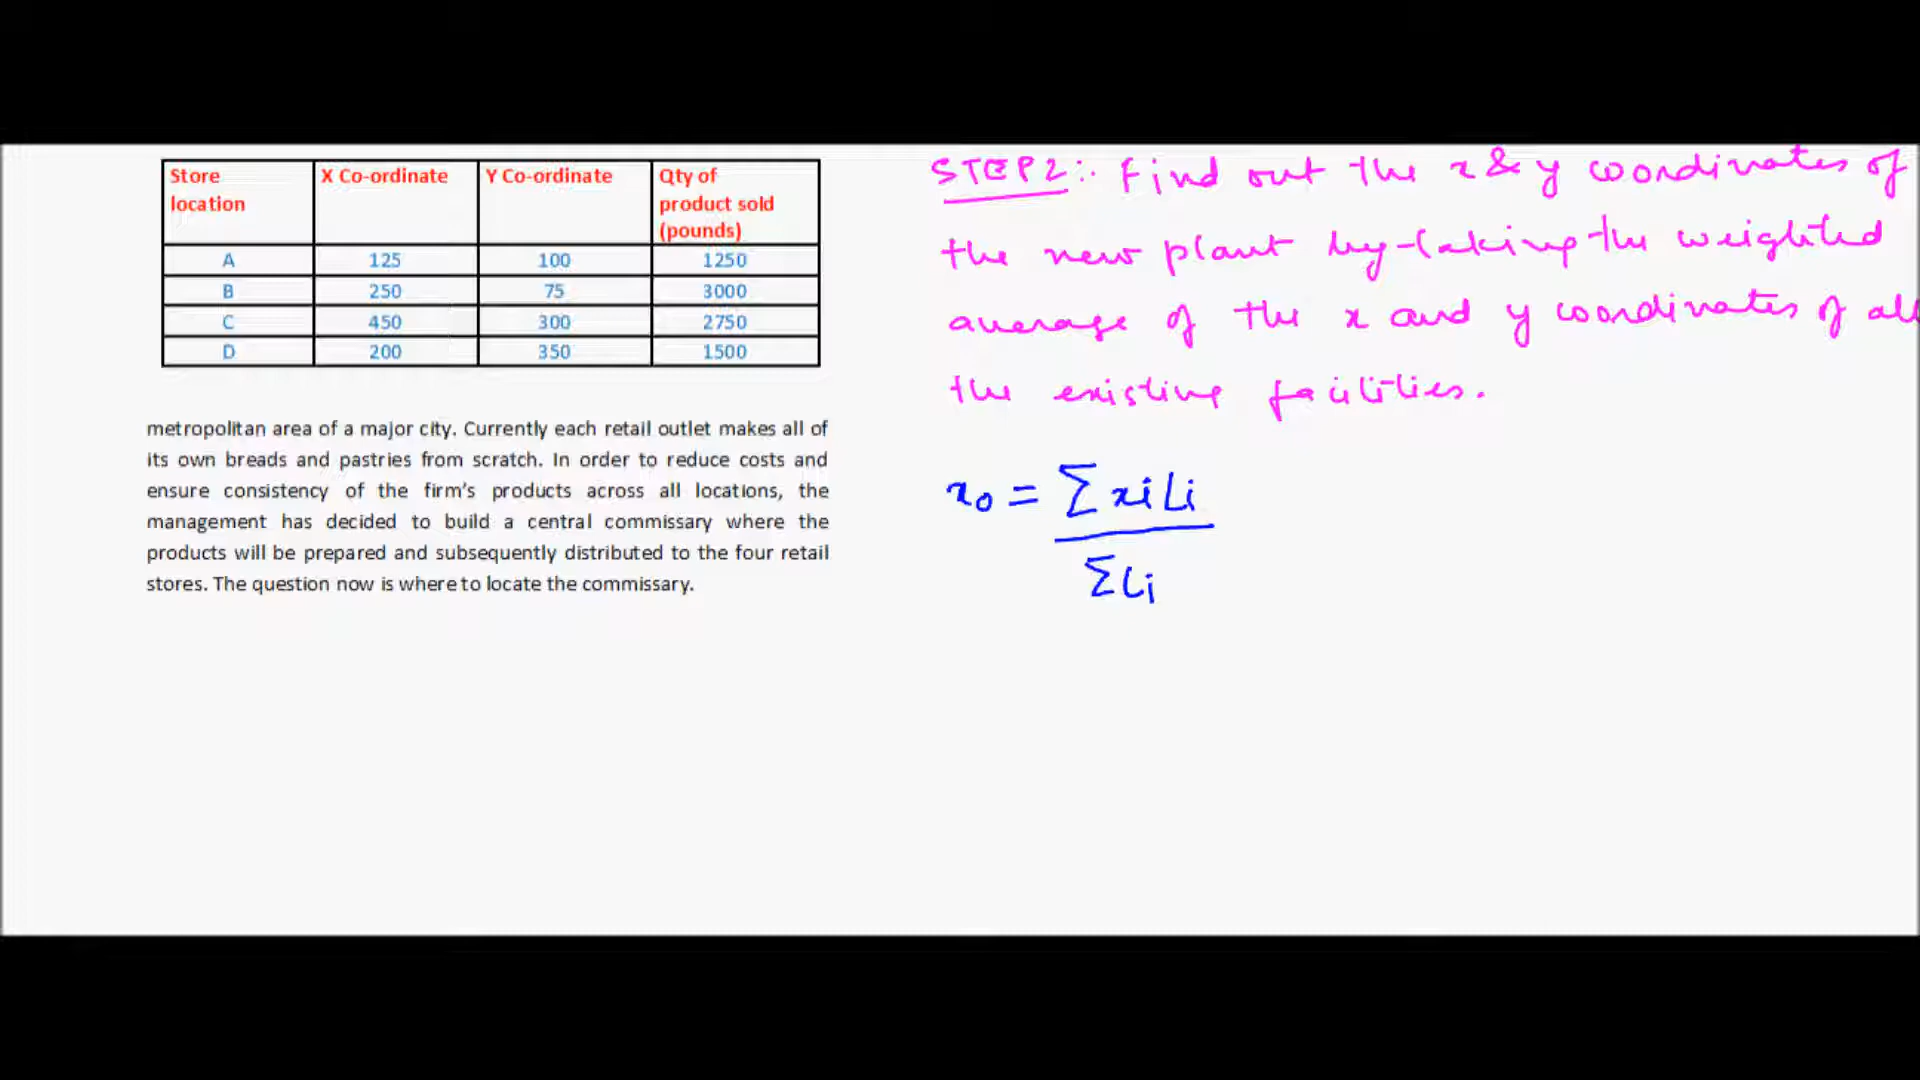 Store location X Co-ordinate Y Co-ordinate Qty of product sold (pounds)
A 125 100 1250
B 250 75 3000
C 450 300 2750
D 200 350 1500
metropolitan area of a major city. Currently each retail outlet makes all of
its own breads and pastries from scratch. In order to reduce costs and
ensure consistency of the firm's products across all locations, the
management has decided to build a central commissary where the
products will be prepared and subsequently distributed to the four retail
stores. The question now is where to locate the commissary.
STEP2:. Find out the x & y coordinates of
the new plant by taking the weighted
average of the x and y coordinates of all
the existing facilities.
x0 = Σ xi Li
Σ Li